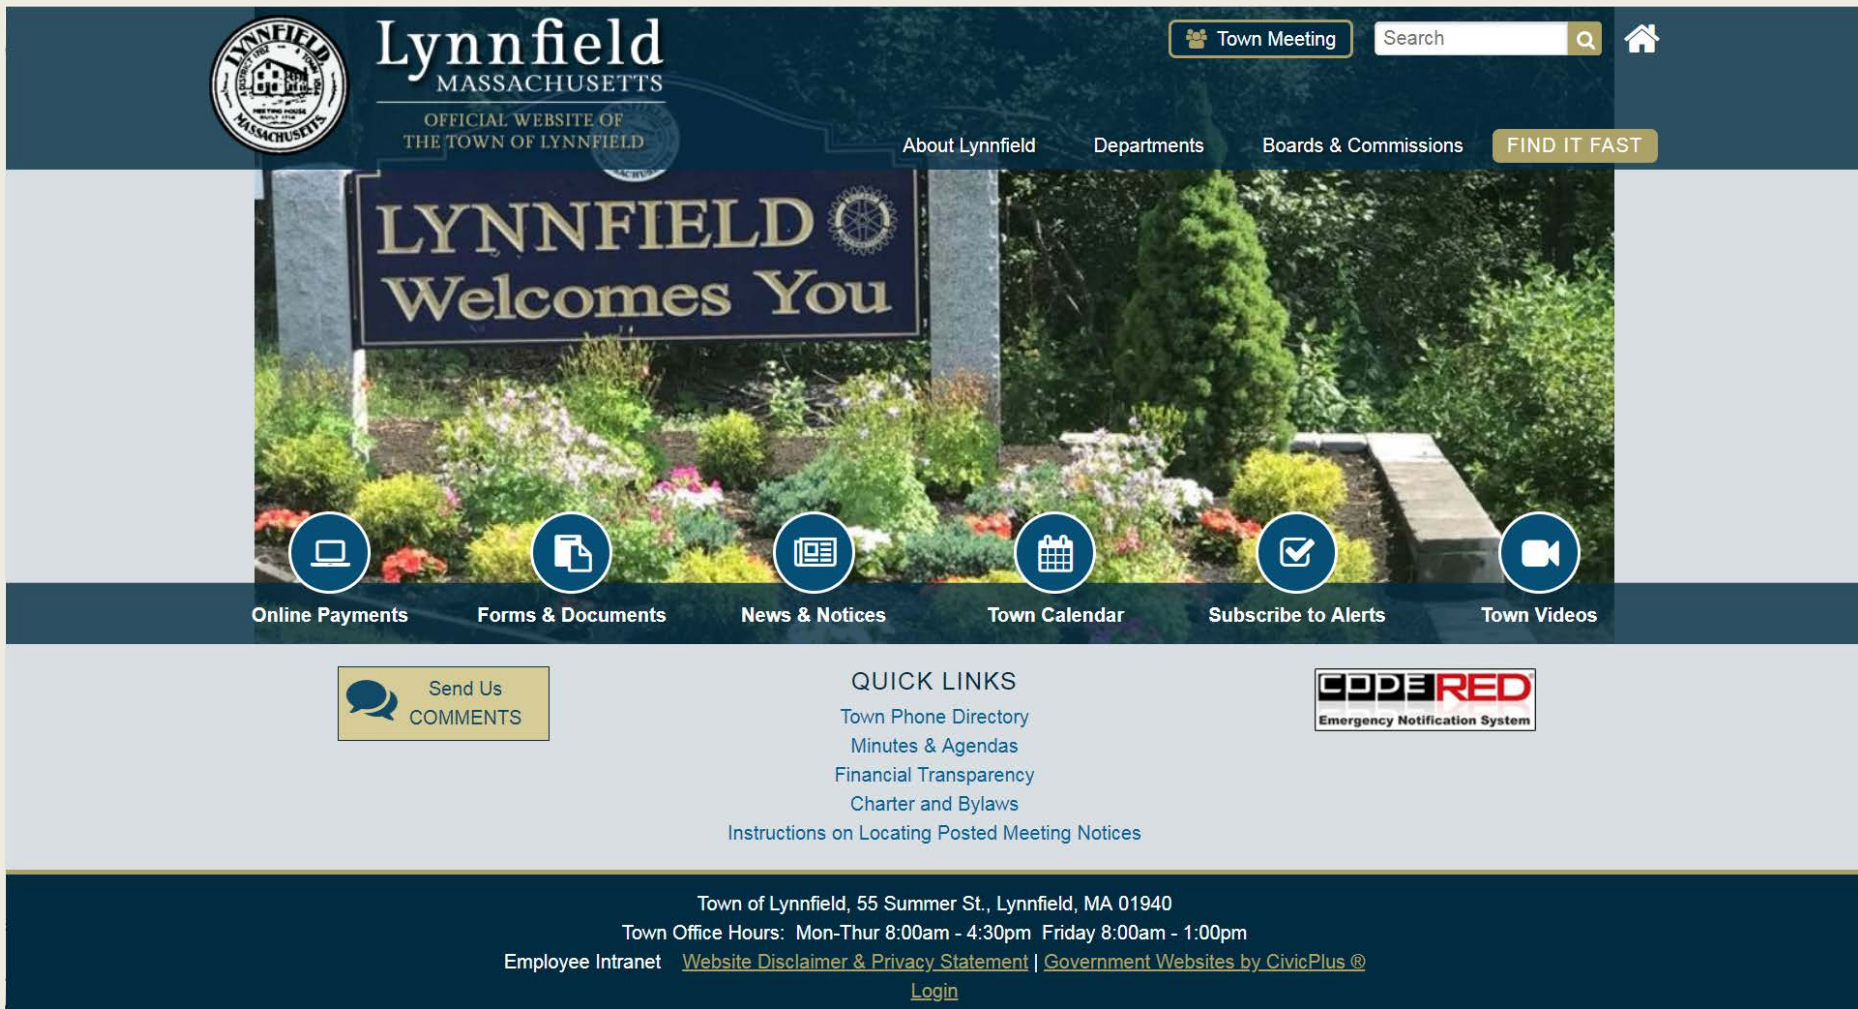 LYNNFIELD
MASSACHUSETTS.
Lynnfield
MASSACHUSETTS
OFFICIAL WEBSITE OF
THE TOWN OF LYNNFIELD
Town Meeting
Search
About Lynnfield Departments Boards & Commissions FIND IT FAST
LYNNFIELD
Welcomes You
Online Payments Forms & Documents News & Notices Town Calendar Subscribe to Alerts Town Videos
Send Us
COMMENTS
QUICK LINKS
Town Phone Directory
Minutes & Agendas
Financial Transparency
Charter and Bylaws
Instructions on Locating Posted Meeting Notices
CODERED
Emergency Notification System
Town of Lynnfield, 55 Summer St., Lynnfield, MA 01940
Town Office Hours:  Mon-Thur 8:00am - 4:30pm  Friday 8:00am - 1:00pm
Employee Intranet Website Disclaimer & Privacy Statement | Government Websites by CivicPlus ®
Login